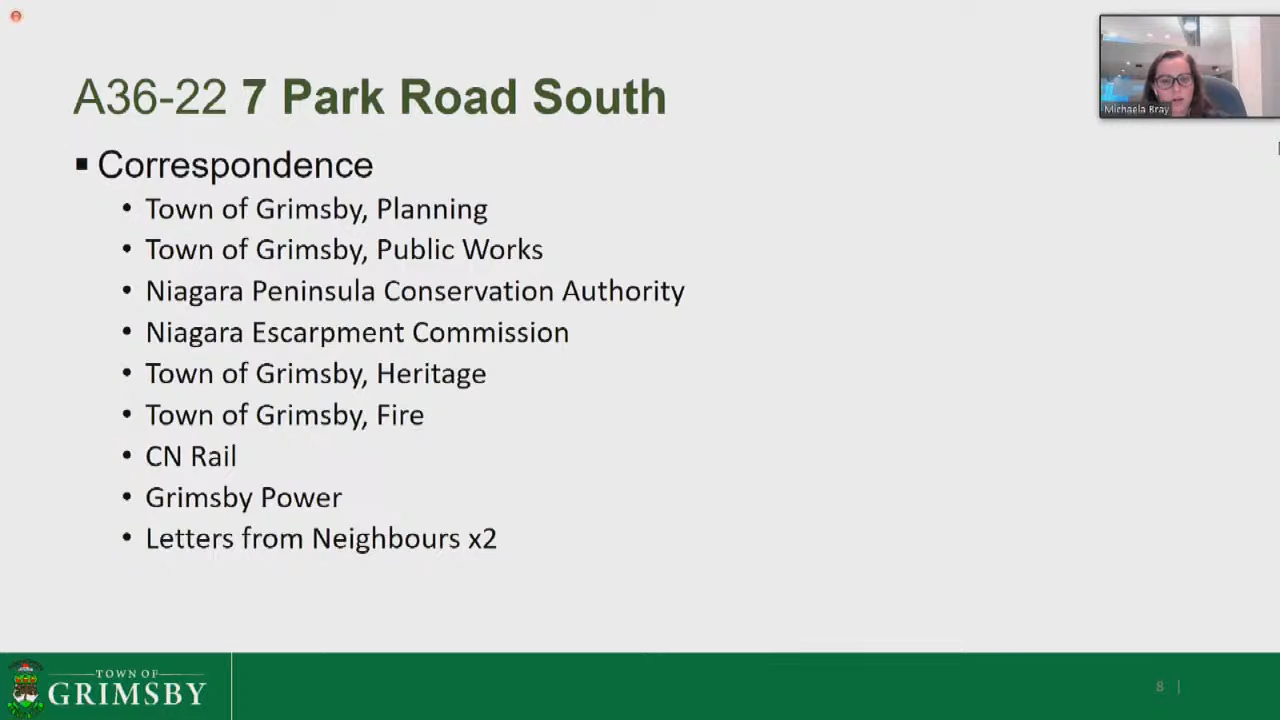 A36-22 7 Park Road South
Michaela Bray
▪ Correspondence
• Town of Grimsby, Planning
• Town of Grimsby, Public Works
• Niagara Peninsula Conservation Authority
• Niagara Escarpment Commission
• Town of Grimsby, Heritage
• Town of Grimsby, Fire
• CN Rail
• Grimsby Power
• Letters from Neighbours x2
TOWN OF
GRIMSBY
8 |